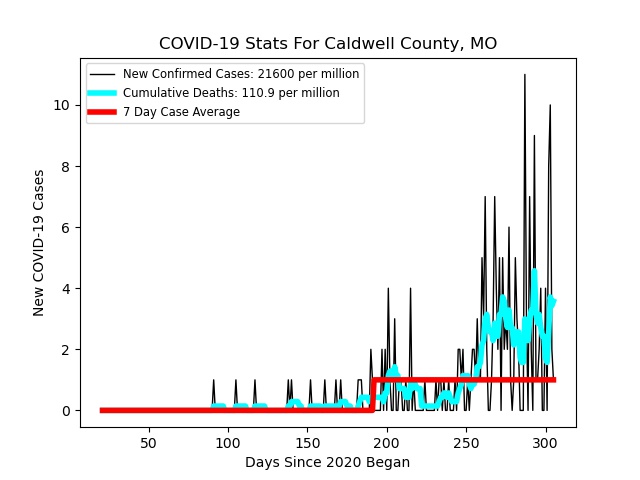 COVID-19 Stats For Caldwell County, MO
New Confirmed Cases: 21600 per million
Cumulative Deaths: 110.9 per million
7 Day Case Average
New COVID-19 Cases
10
8
6
4
2
0
50 100 150 200 250 300
Days Since 2020 Began